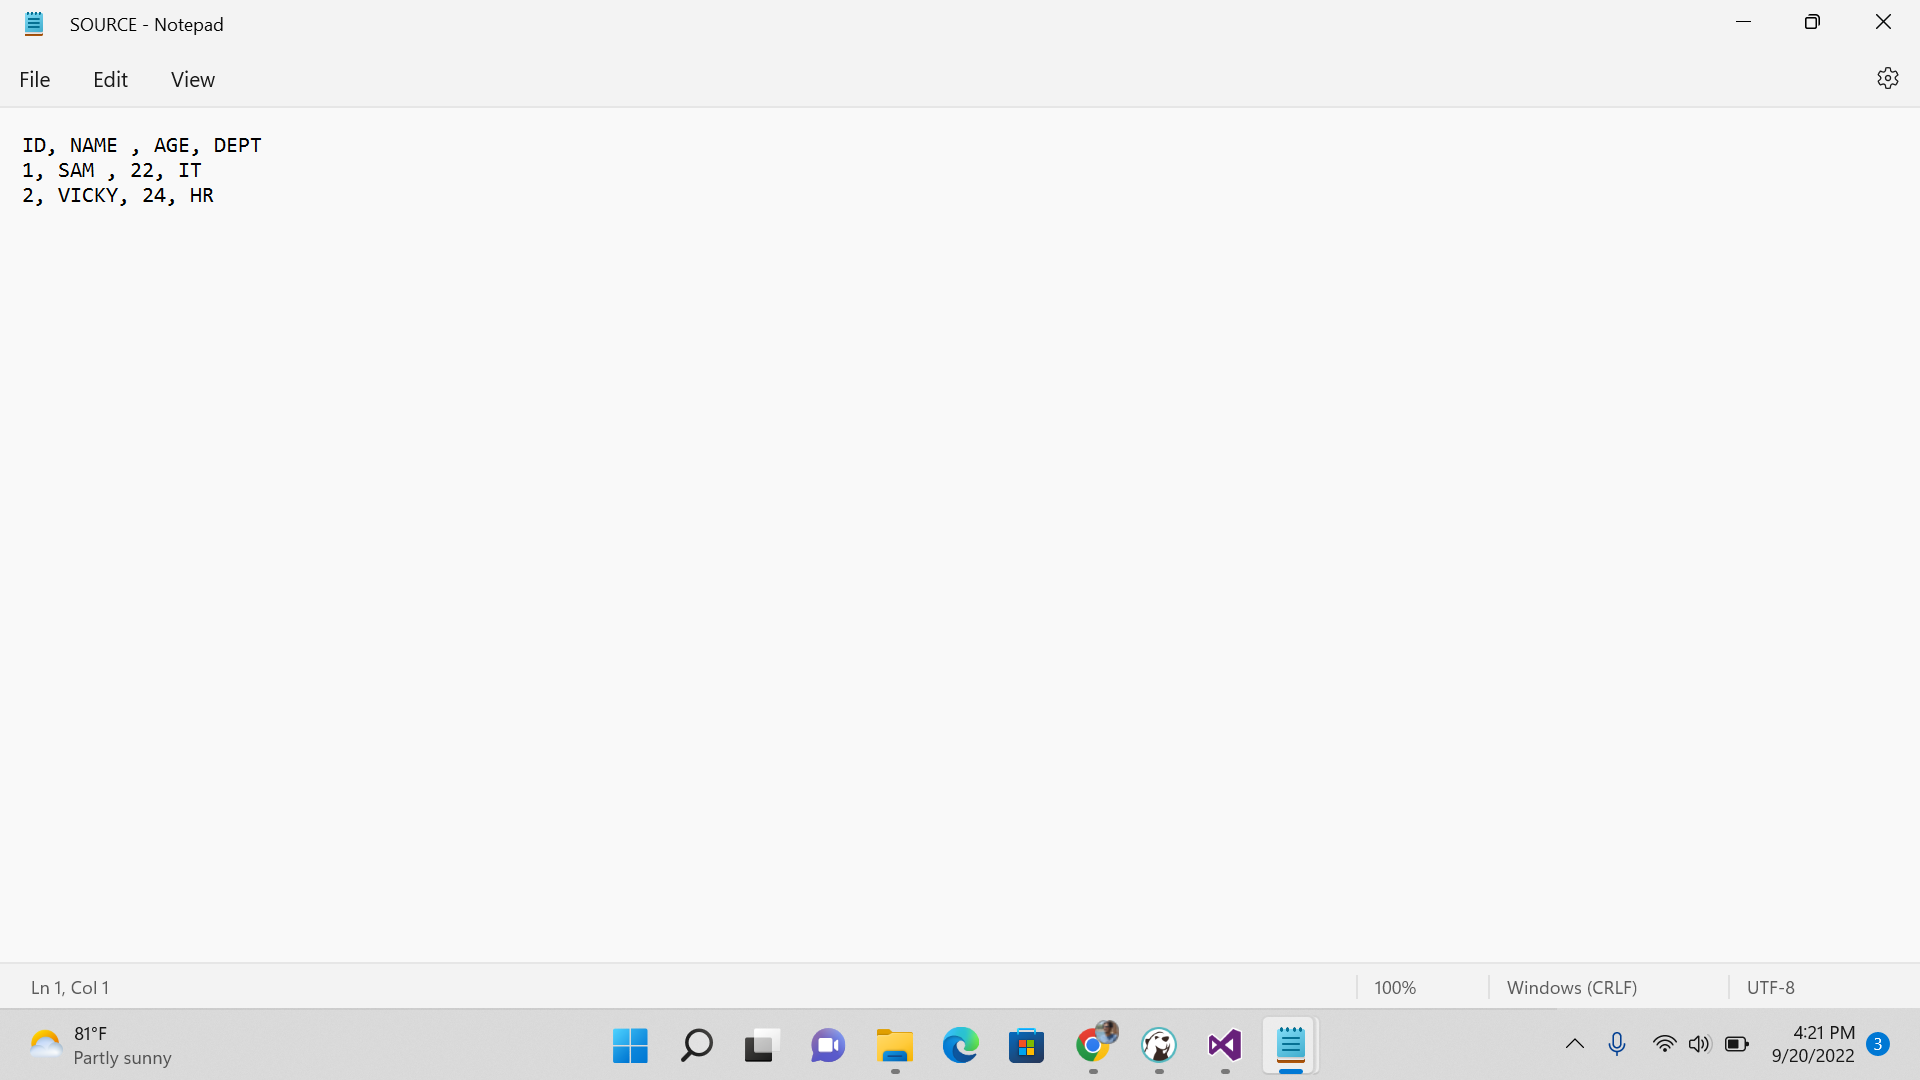 SOURCE - Notepad
File Edit View
ID, NAME , AGE, DEPT
1, SAM , 22, IT
2, VICKY, 24, HR
Ln 1, Col 1 100% Windows (CRLF) UTF-8
81°F
Partly sunny
4:21 PM
9/20/2022
3